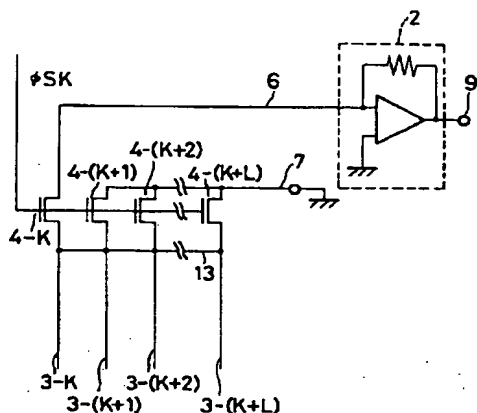 2
9
φSK
6
4-(K+2)
4-(K+1)
4-(K+L)
7
4-K
13
3-K
3-(K+1)
3-(K+2)
3-(K+L)